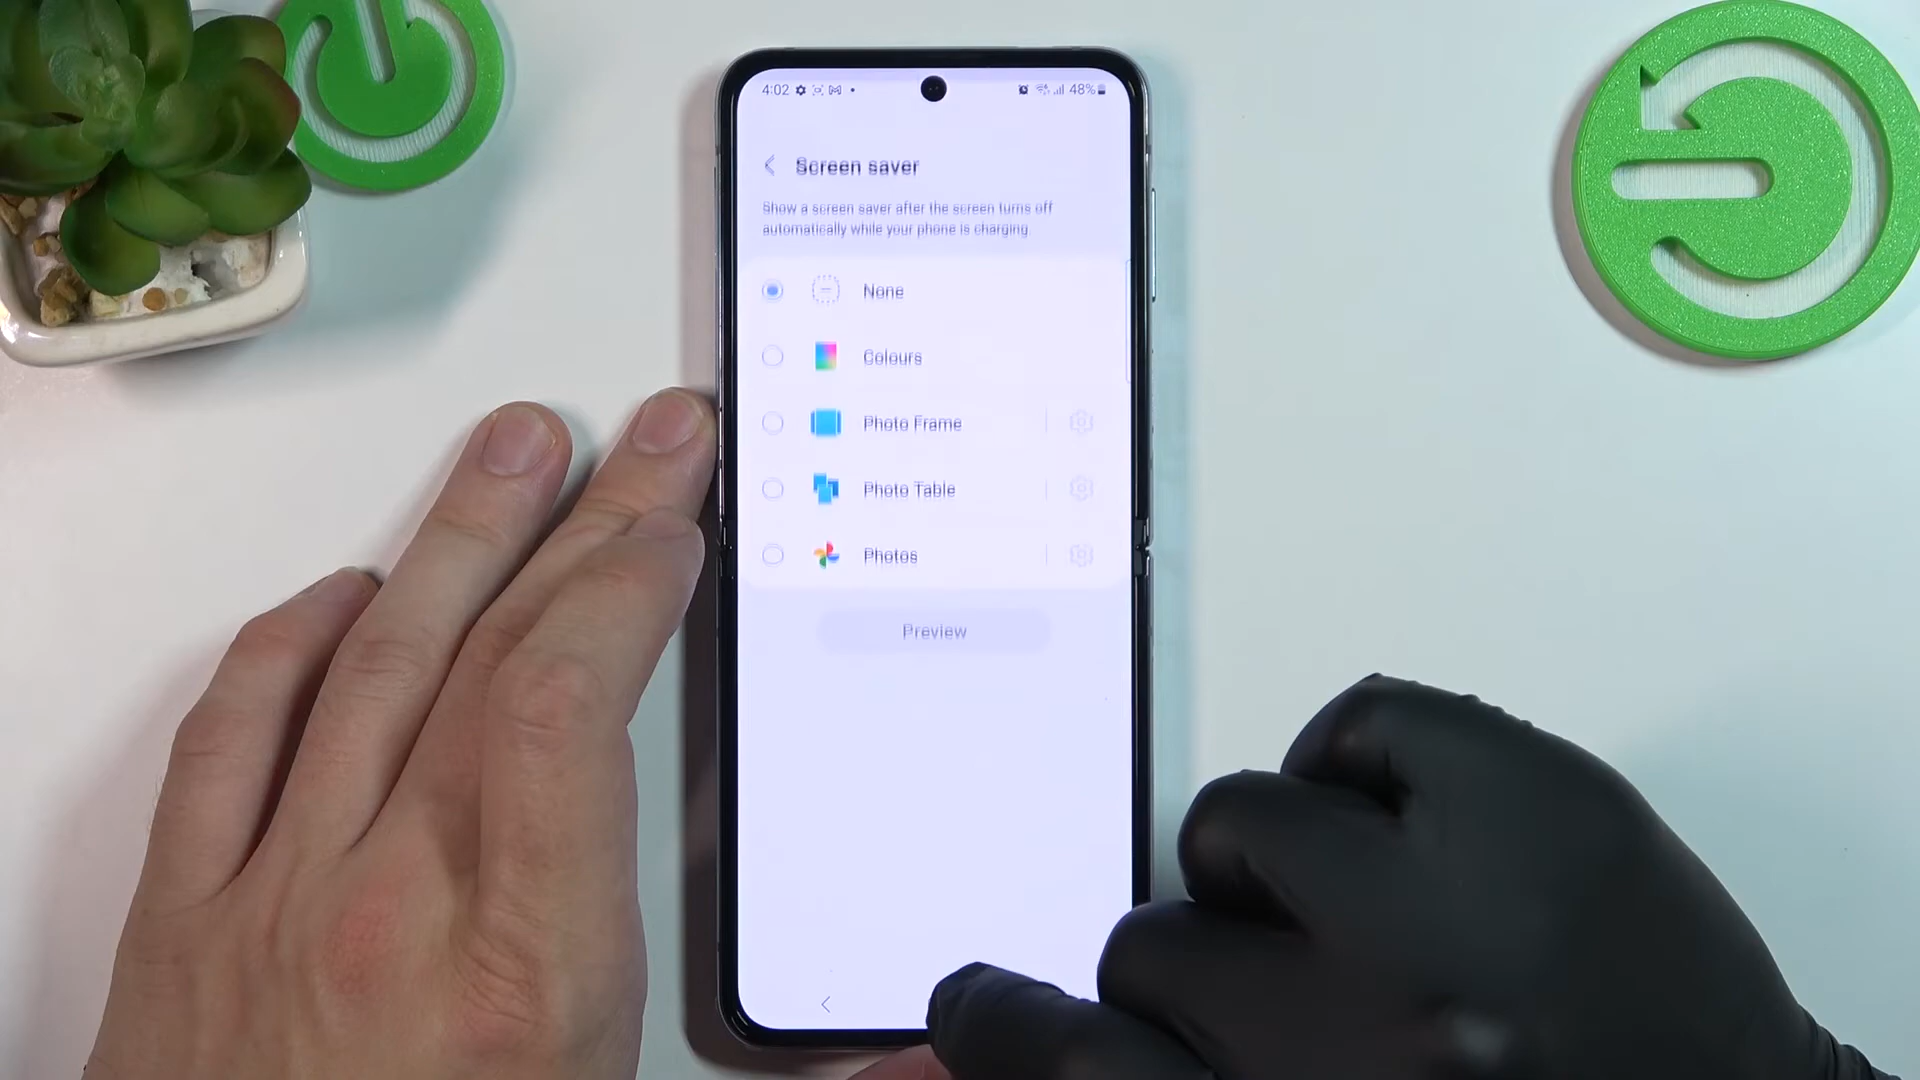 4:02
48%
Screen saver
Show a screen saver after the screen turns off
automatically while your phone is charging.
None
Colours
Photo Frame
Photo Table
Photos
Preview